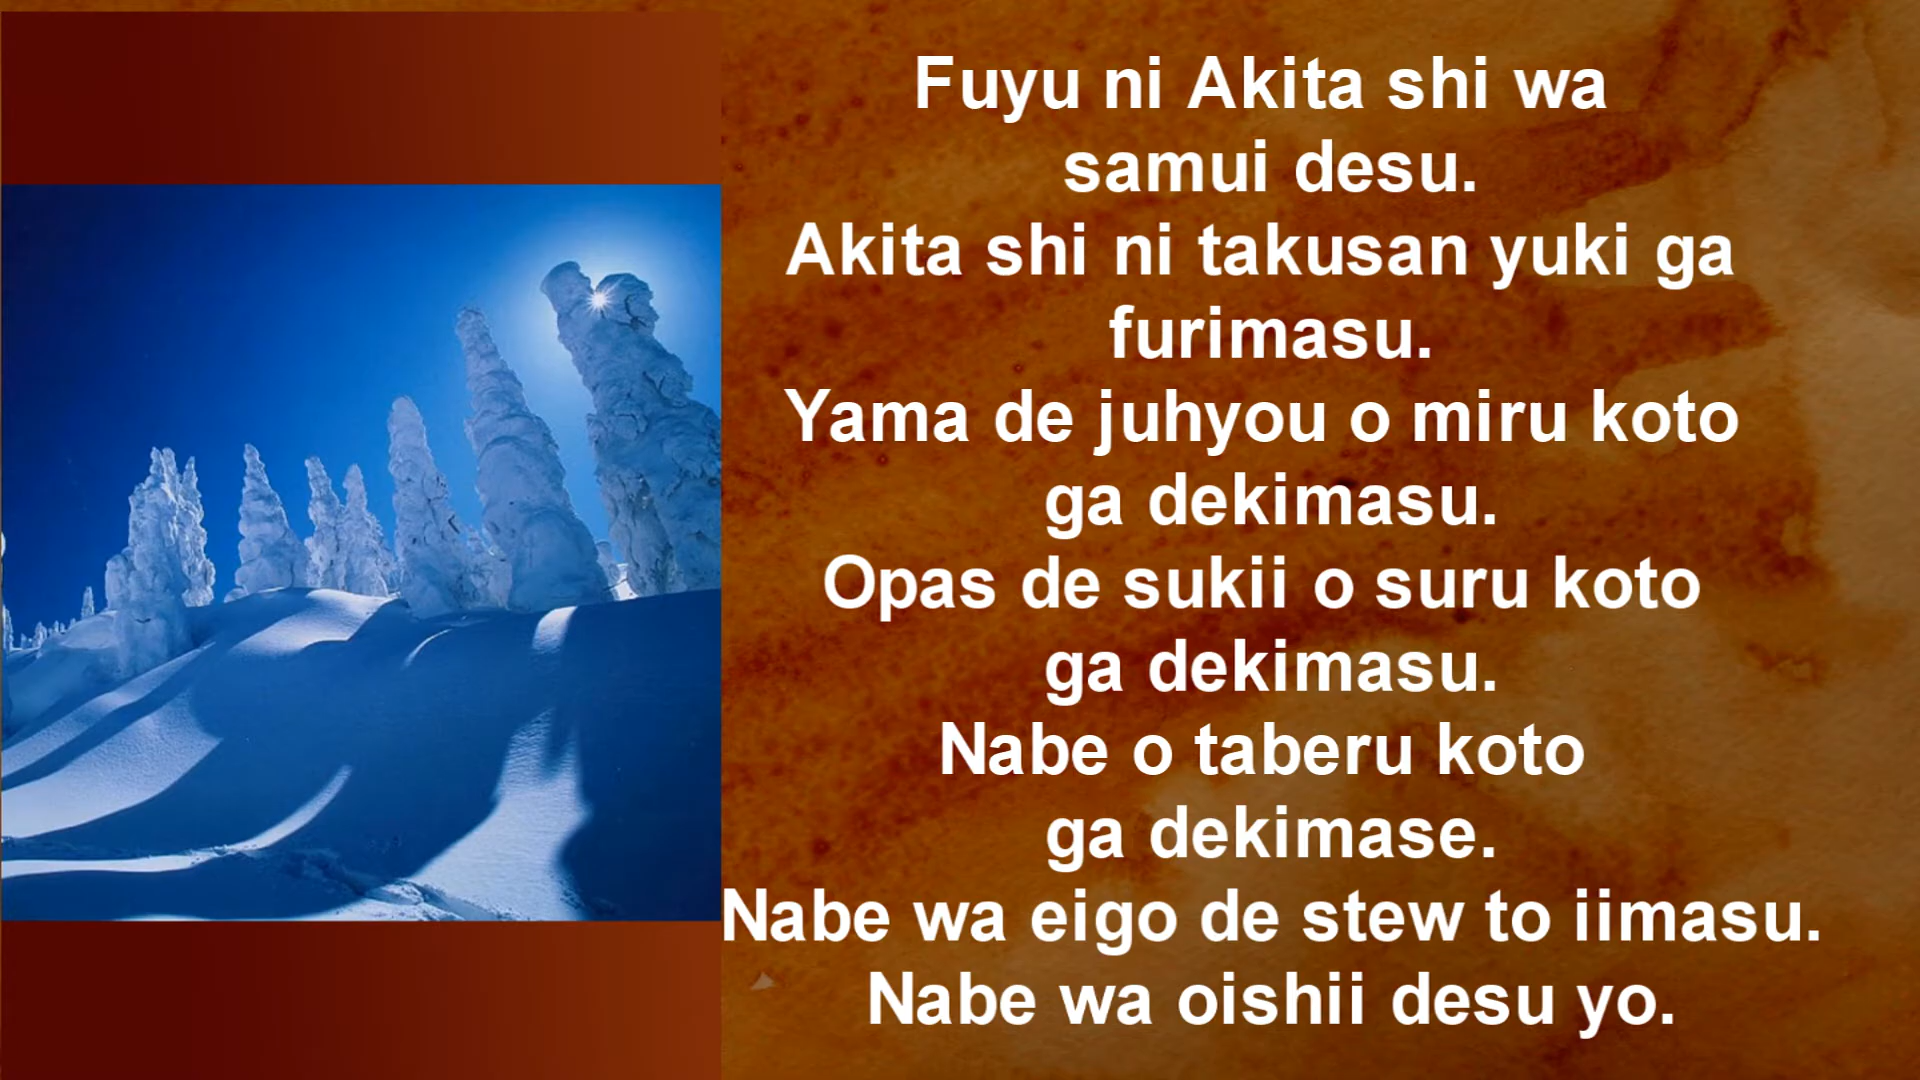 Fuyu ni Akita shi wa
samui desu.
Akita shi ni takusan yuki ga
furimasu.
Yama de juhyou o miru koto
ga dekimasu.
Opas de sukii o suru koto
ga dekimasu.
Nabe o taberu koto
ga dekimase.
Nabe wa eigo de stew to iimasu.
Nabe wa oishii desu yo.